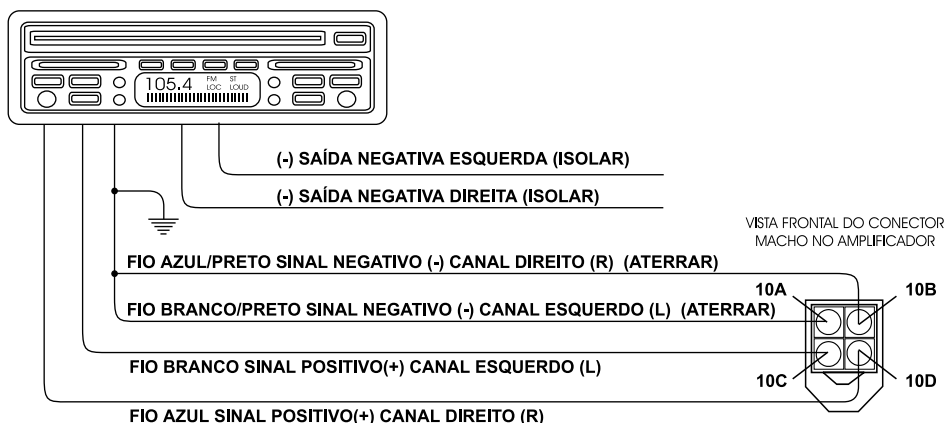 105.4 FM ST
LOC LOUD
(-) SAÍDA NEGATIVA ESQUERDA (ISOLAR)
(-) SAÍDA NEGATIVA DIREITA (ISOLAR)
VISTA FRONTAL DO CONECTOR
MACHO NO AMPLIFICADOR
FIO AZUL/PRETO SINAL NEGATIVO (-) CANAL DIREITO (R) (ATERRAR)
10A
10B
FIO BRANCO/PRETO SINAL NEGATIVO (-) CANAL ESQUERDO (L) (ATERRAR)
FIO BRANCO SINAL POSITIVO(+) CANAL ESQUERDO (L)
10C
10D
FIO AZUL SINAL POSITIVO(+) CANAL DIREITO (R)